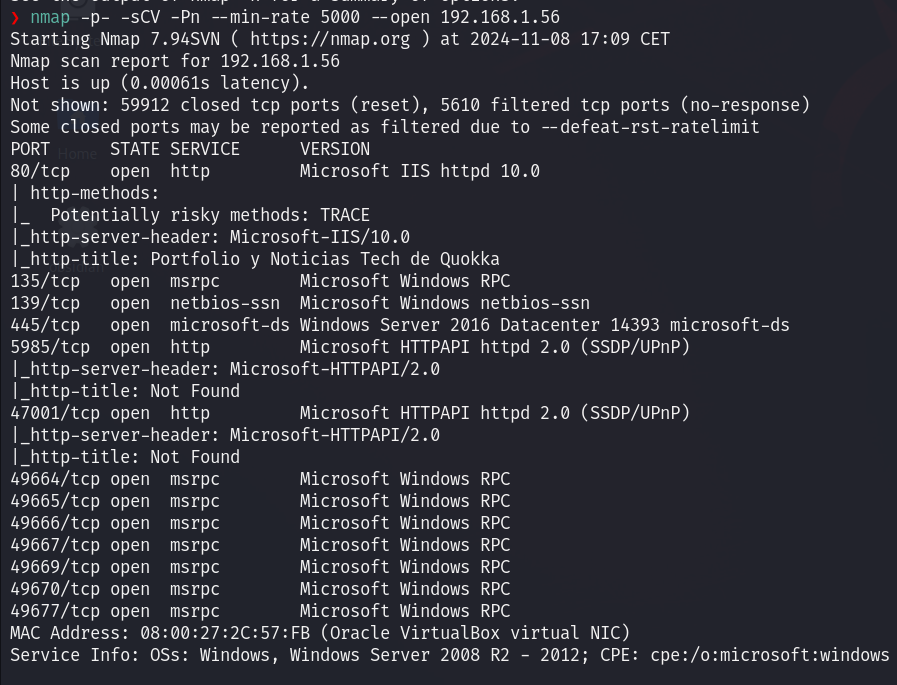 ❯ nmap -p- -sCV -Pn --min-rate 5000 --open 192.168.1.56
Starting Nmap 7.94SVN ( https://nmap.org ) at 2024-11-08 17:09 CET
Nmap scan report for 192.168.1.56
Host is up (0.00061s latency).
Not shown: 59912 closed tcp ports (reset), 5610 filtered tcp ports (no-response)
Some closed ports may be reported as filtered due to --defeat-rst-ratelimit
PORT      STATE SERVICE      VERSION
Home
80/tcp    open  http         Microsoft IIS httpd 10.0
| http-methods:
|_  Potentially risky methods: TRACE
|_http-server-header: Microsoft-IIS/10.0
|_http-title: Portfolio y Noticias Tech de Quokka
135/tcp   open  msrpc        Microsoft Windows RPC
139/tcp   open  netbios-ssn  Microsoft Windows netbios-ssn
445/tcp   open  microsoft-ds Windows Server 2016 Datacenter 14393 microsoft-ds
5985/tcp  open  http         Microsoft HTTPAPI httpd 2.0 (SSDP/UPnP)
|_http-server-header: Microsoft-HTTPAPI/2.0
|_http-title: Not Found
47001/tcp open  http         Microsoft HTTPAPI httpd 2.0 (SSDP/UPnP)
|_http-server-header: Microsoft-HTTPAPI/2.0
|_http-title: Not Found
49664/tcp open  msrpc        Microsoft Windows RPC
49665/tcp open  msrpc        Microsoft Windows RPC
49666/tcp open  msrpc        Microsoft Windows RPC
49667/tcp open  msrpc        Microsoft Windows RPC
49669/tcp open  msrpc        Microsoft Windows RPC
49670/tcp open  msrpc        Microsoft Windows RPC
49677/tcp open  msrpc        Microsoft Windows RPC
MAC Address: 08:00:27:2C:57:FB (Oracle VirtualBox virtual NIC)
Service Info: OSs: Windows, Windows Server 2008 R2 - 2012; CPE: cpe:/o:microsoft:windows